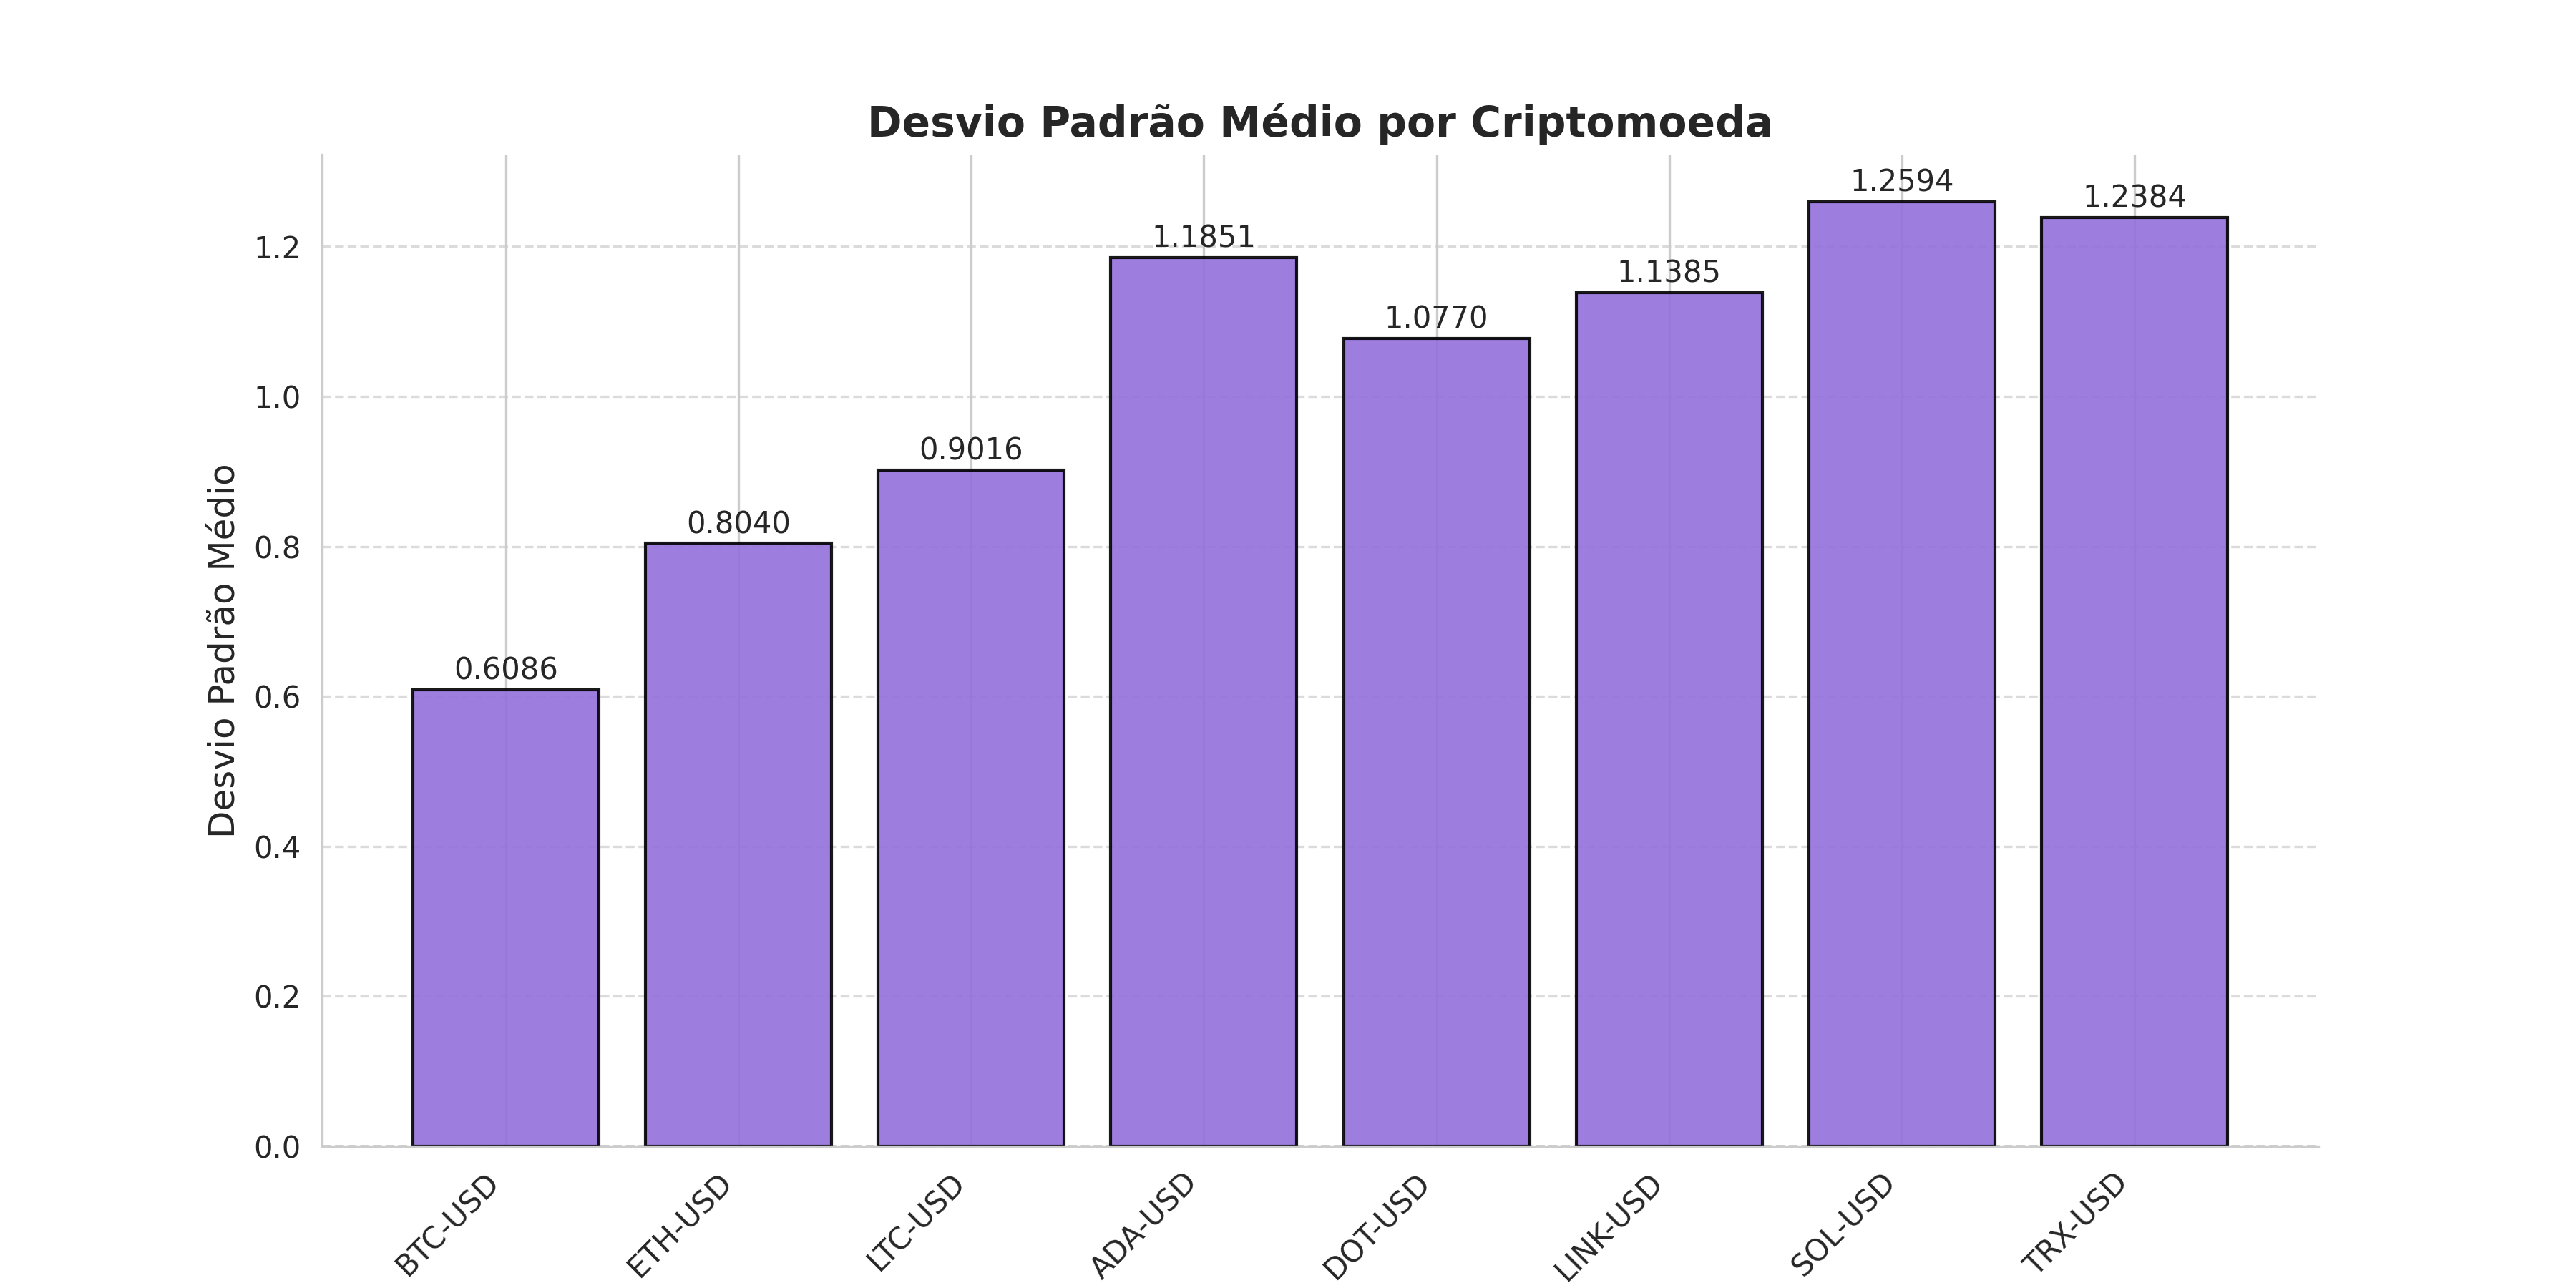 Desvio Padrão Médio por Criptomoeda
Desvio Padrão Médio
1.2
1.0
0.8
0.6
0.4
0.2
0.0
0.6086
0.8040
0.9016
1.1851
1.0770
1.1385
1.2594
1.2384
BTC-USD
ETH-USD
LTC-USD
ADA-USD
DOT-USD
LINK-USD
SOL-USD
TRX-USD